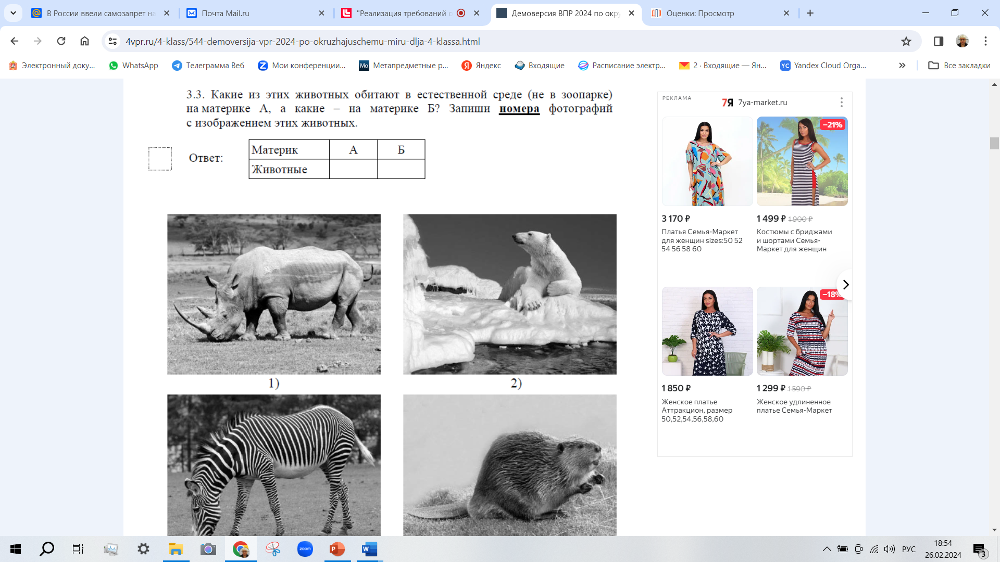 В России ввели самозапрет на
Почта Mail.ru
"Реализация требований о
Демоверсия ВПР 2024 по окру
Оценки: Просмотр
4vpr.ru/4-klass/544-demoversija-vpr-2024-po-okruzhajuschemu-miru-dlja-4-klassa.html
Электронный доку...
WhatsApp
Телеграмма Веб
Мои конференции...
Метапредметные р...
Яндекс
Входящие
Расписание электр...
2 · Входящие — Ян...
Yandex Cloud Orga...
Все закладки
3.3. Какие из этих животных обитают в естественной среде (не в зоопарке)
на материке А, а какие – на материке Б? Запиши номера фотографий
с изображением этих животных.
Ответ:
Материк А Б
Животные
1)
2)
РЕКЛАМА
7Я 7ya-market.ru
−21%
3 170 ₽
Платья Семья-Маркет
для женщин sizes:50 52
54 56 58 60
1 499 ₽ 1 900 ₽
Костюмы с бриджами
и шортами Семья-
Маркет для женщин
−18%
1 850 ₽
Женское платье
Аттракцион, размер
50,52,54,56,58,60
1 299 ₽ 1 590 ₽
Женское удлиненное
платье Семья-Маркет
zoom
РУС
18:54
26.02.2024
3